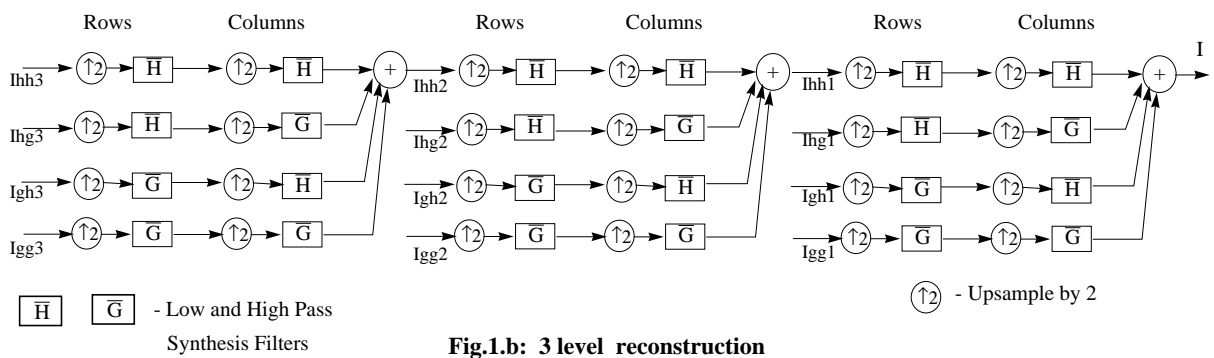 Rows Columns Rows Columns Rows Columns
I
↑2 H̅ ↑2 H̅ + ↑2 H̅ ↑2 H̅ + ↑2 H̅ ↑2 H̅ +
Ihh3 Ihh2 Ihh1
↑2 H̅ ↑2 G̅ ↑2 H̅ ↑2 G̅ ↑2 H̅ ↑2 G̅
Ihg3 Ihg2 Ihg1
↑2 G̅ ↑2 H̅ ↑2 G̅ ↑2 H̅ ↑2 G̅ ↑2 H̅
Igh3 Igh2 Igh1
↑2 G̅ ↑2 G̅ ↑2 G̅ ↑2 G̅ ↑2 G̅ ↑2 G̅
Igg3 Igg2 Igg1
H̅ G̅ - Low and High Pass
Synthesis Filters
↑2 - Upsample by 2
Fig.1.b: 3 level reconstruction